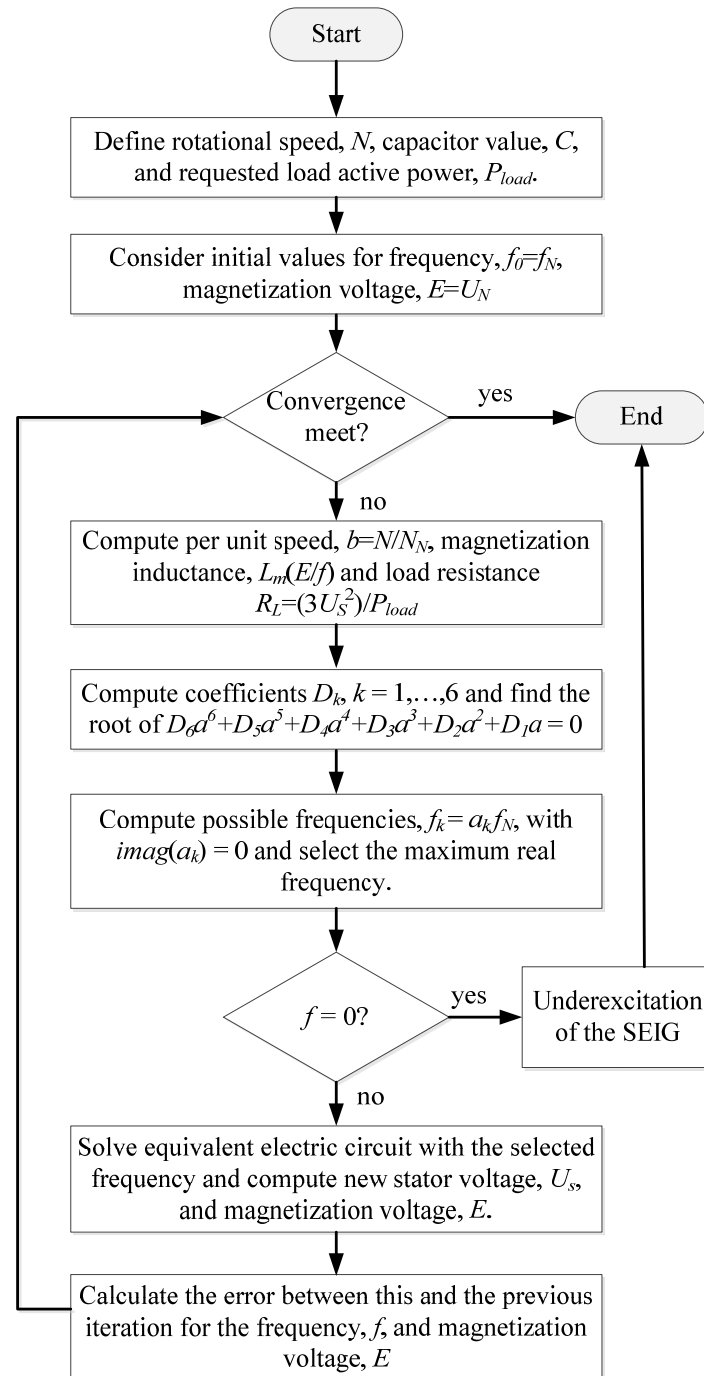 Start
Define rotational speed, N, capacitor value, C,
and requested load active power, Pload.
Consider initial values for frequency, f0=fN,
magnetization voltage, E=UN
Convergence
meet?
yes
End
no
Compute per unit speed, b=N/NN, magnetization
inductance, Lm(E/f) and load resistance
RL=(3US²)/Pload
Compute coefficients Dk, k = 1,…,6 and find the
root of D6a⁶+D5a⁵+D4a⁴+D3a³+D2a²+D1a = 0
Compute possible frequencies, fk= akfN, with
imag(ak) = 0 and select the maximum real
frequency.
f = 0?
yes
Underexcitation
of the SEIG
no
Solve equivalent electric circuit with the selected
frequency and compute new stator voltage, Us,
and magnetization voltage, E.
Calculate the error between this and the previous
iteration for the frequency, f, and magnetization
voltage, E